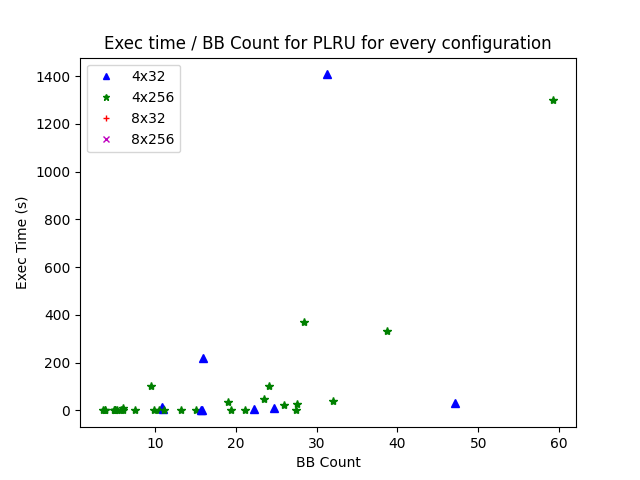 Exec time / BB Count for PLRU for every configuration
4x32
4x256
8x32
8x256
1400
1200
1000
800
600
400
200
0
Exec Time (s)
10 20 30 40 50 60
BB Count